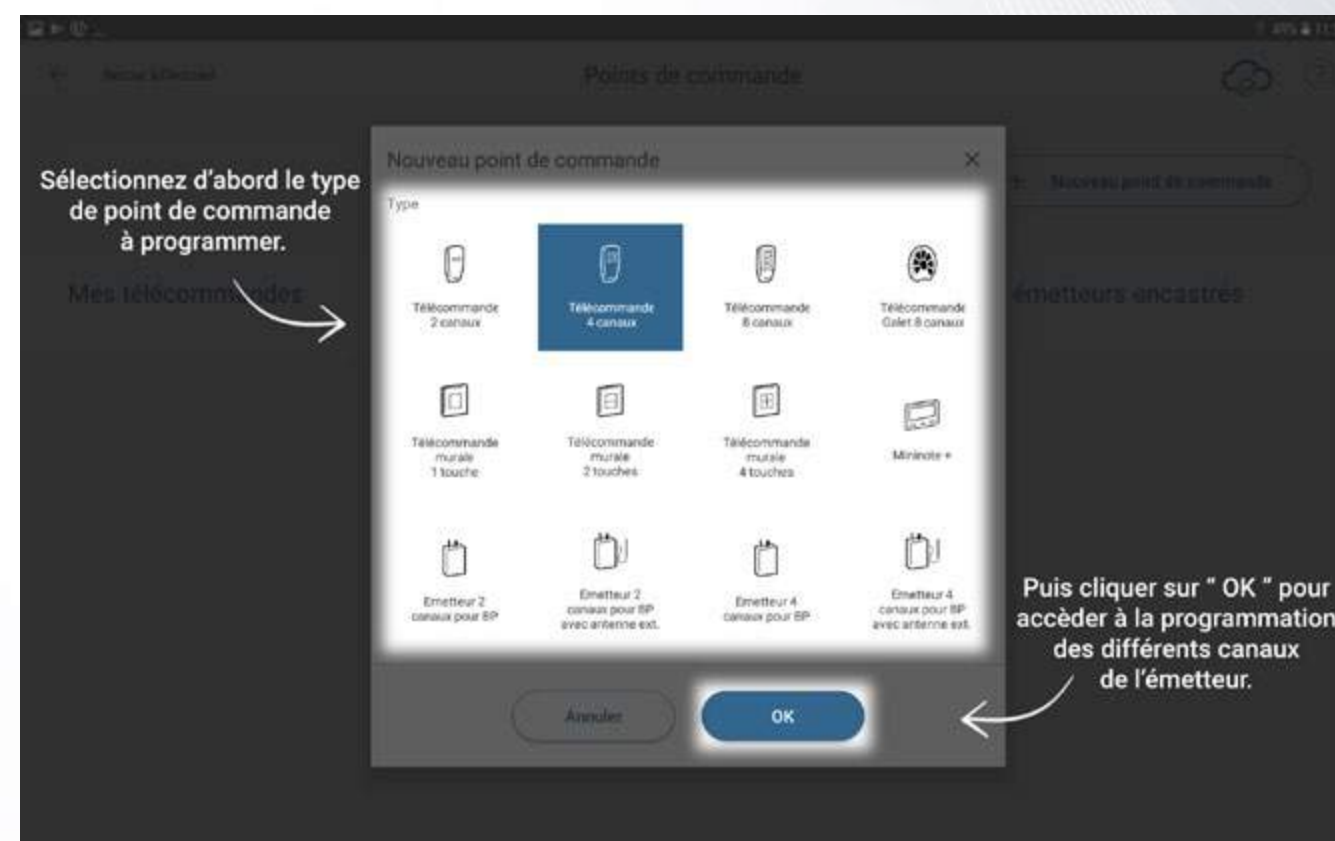 Points de commande
Nouveau point de commande
Sélectionnez d'abord le type
de point de commande
à programmer.
Nouveau point de commande
Type
Télécommande
2 canaux
Télécommande
4 canaux
Télécommande
8 canaux
Télécommande
Galet 8 canaux
Mes télécommandes
émetteurs encastrés
Télécommande
murale
1 touche
Télécommande
murale
2 touches
Télécommande
murale
4 touches
Mininote +
Emetteur 2
canaux pour BP
Emetteur 2
canaux pour BP
avec antenne ext.
Emetteur 4
canaux pour BP
Emetteur 4
canaux pour BP
avec antenne ext.
Puis cliquer sur " OK " pour
accèder à la programmation
des différents canaux
de l'émetteur.
Annuler
OK